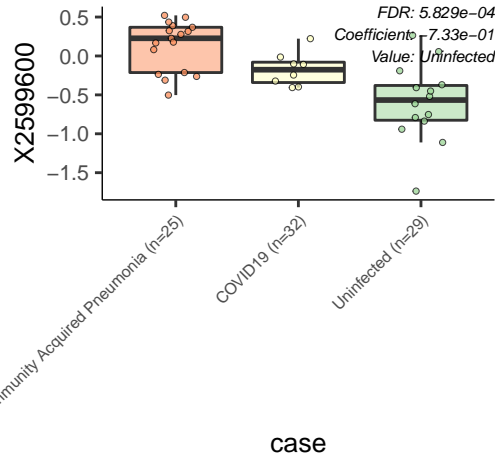 FDR: 5.829e−04
Coefficient: −7.33e−01
Value: Uninfected
X2599600
0.5
0.0
−0.5
−1.0
−1.5
Acquired Pneumonia (n=25)
COVID19 (n=32)
Uninfected (n=29)
case